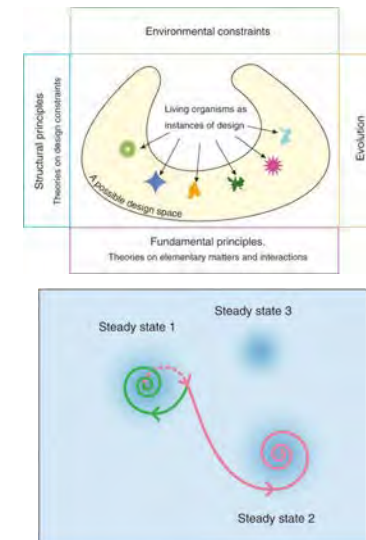 Environmental constraints
Structural principles
Theories on design constraints
Living organisms as
instances of design
A possible design space
Evolution
Fundamental principles.
Theories on elementary matters and interactions
Steady state 1
Steady state 3
Steady state 2